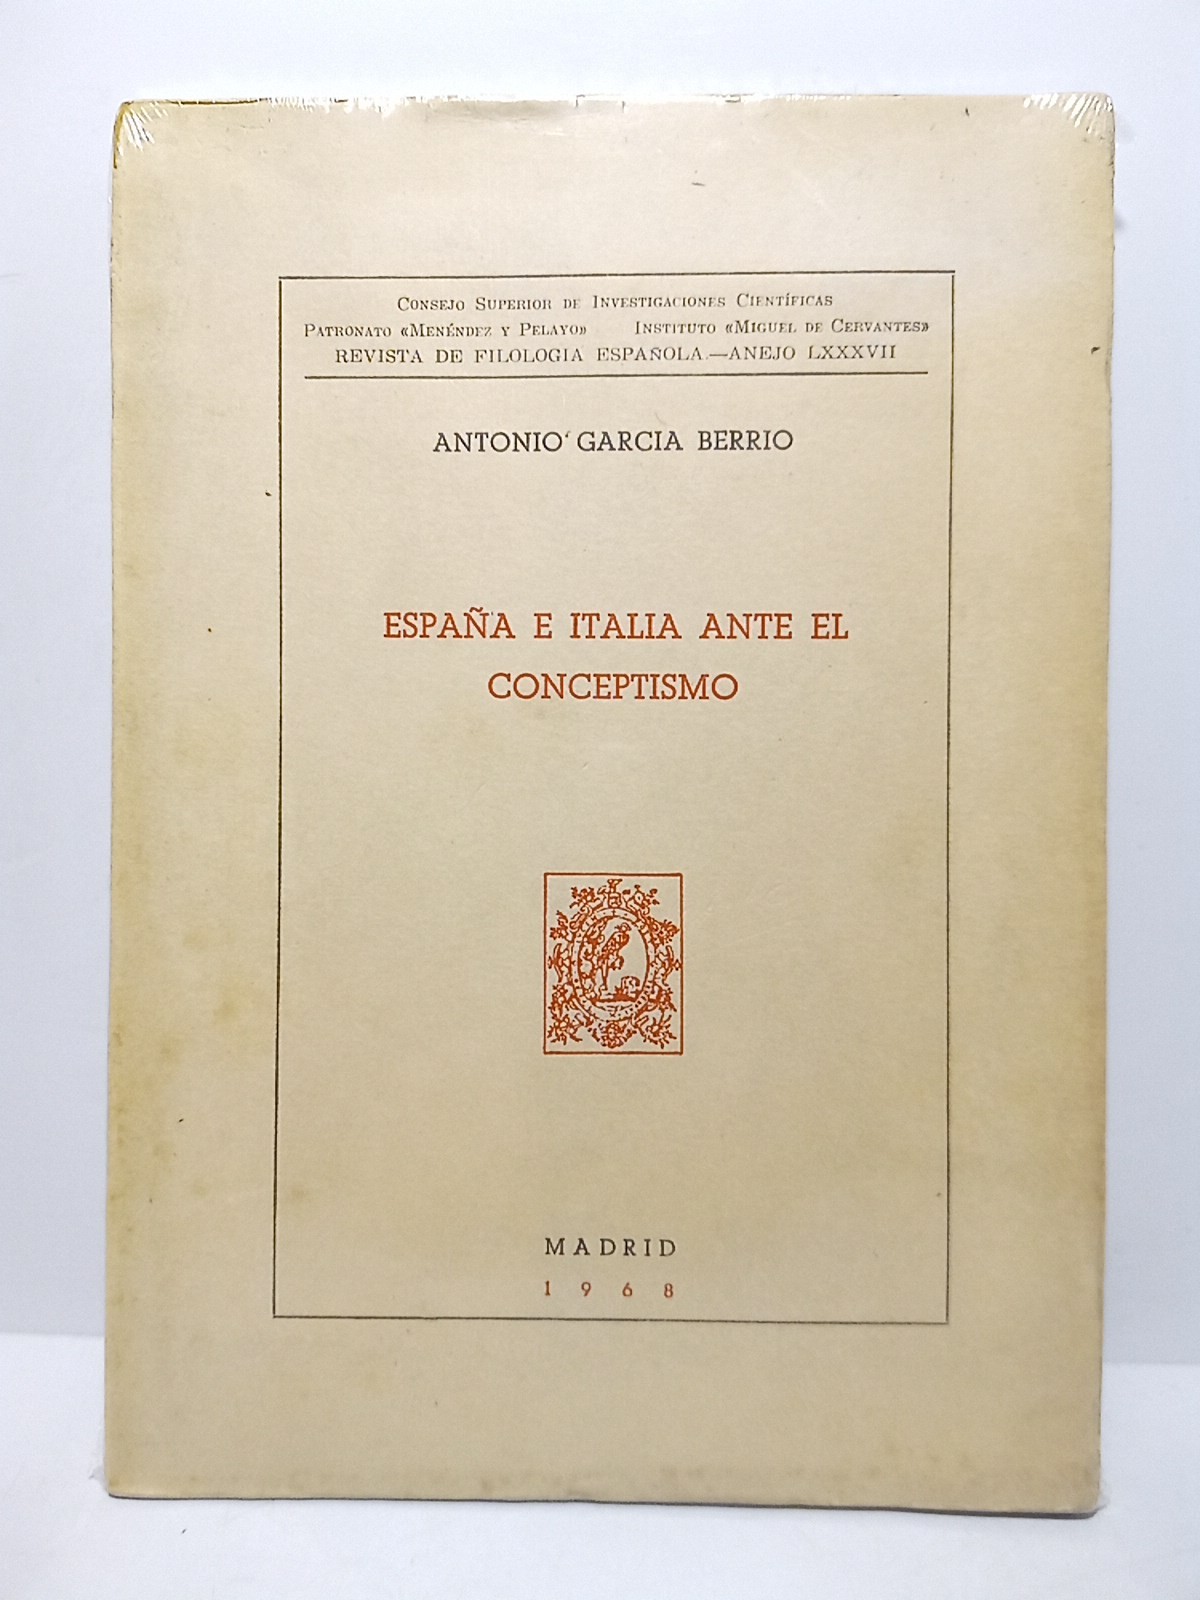 CONSEJO SUPERIOR DE INVESTIGACIONES CIENTÍFICAS
PATRONATO «MENÉNDEZ Y PELAYO» INSTITUTO «MIGUEL DE CERVANTES»
REVISTA DE FILOLOGIA ESPAÑOLA.—ANEJO LXXXVII
ANTONIO GARCIA BERRIO
ESPAÑA E ITALIA ANTE EL
CONCEPTISMO
MADRID
1968